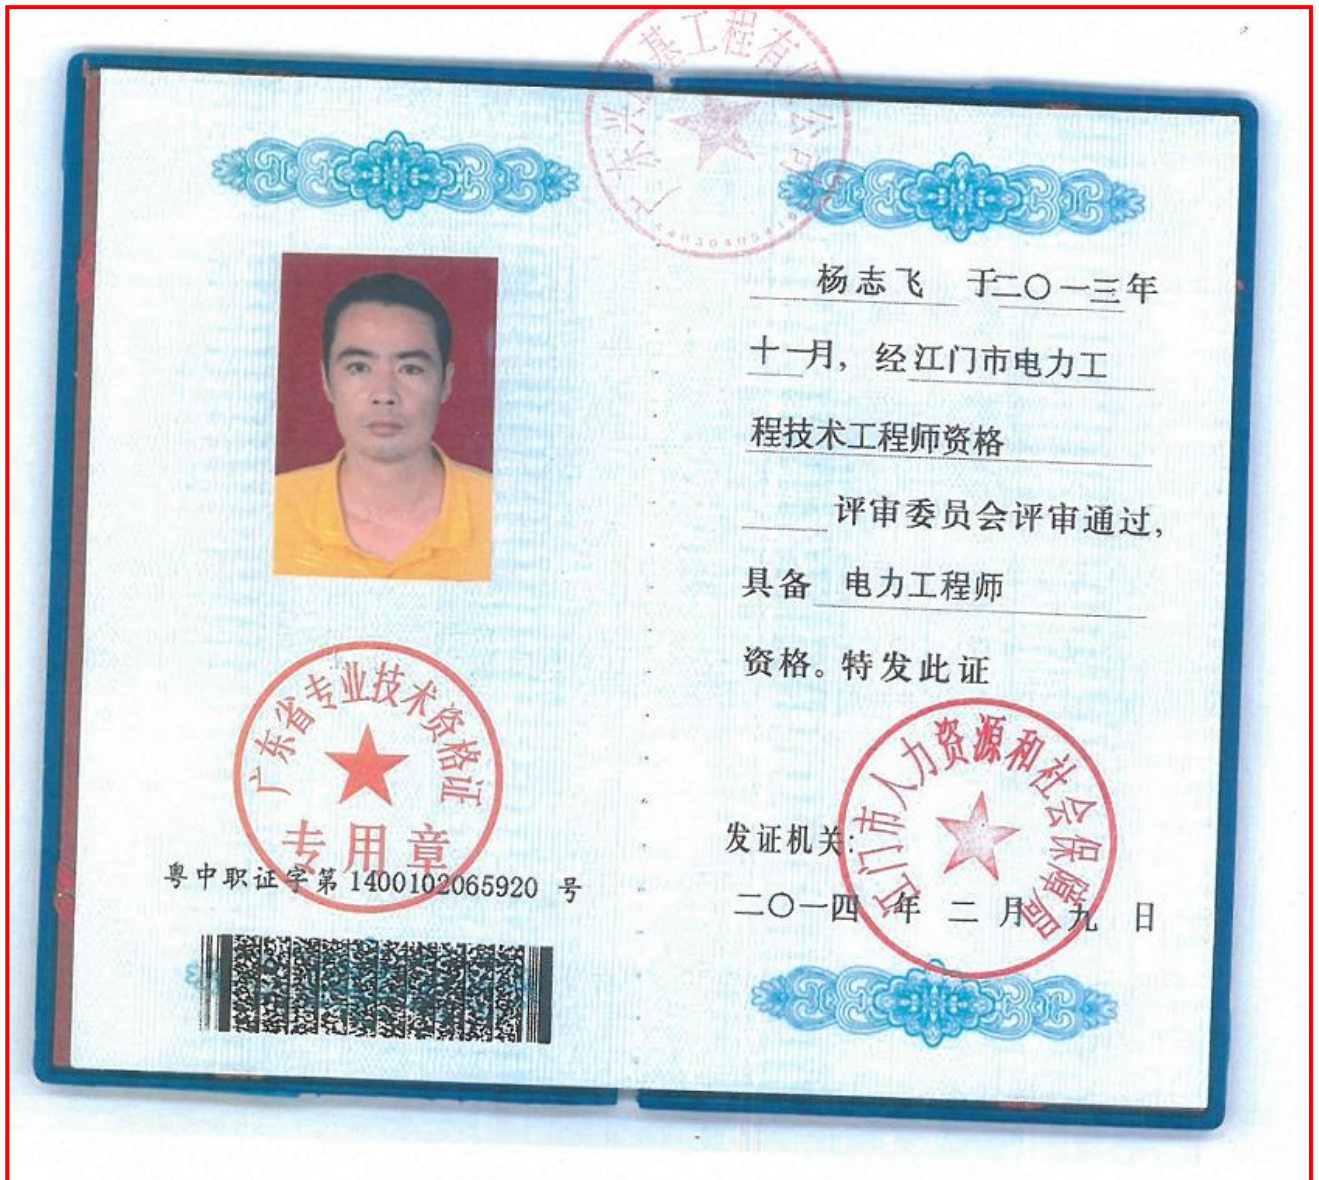 杨志飞 于二〇一三年
十一月，经江门市电力工
程技术工程师资格
评审委员会评审通过，
具备 电力工程师
资格。特发此证
广东省专业技术资格证
专用章
粤中职证字第 1400102065920 号
江门市人力资源和社会保障局
发证机关：
二〇一四 年 二 月 九 日